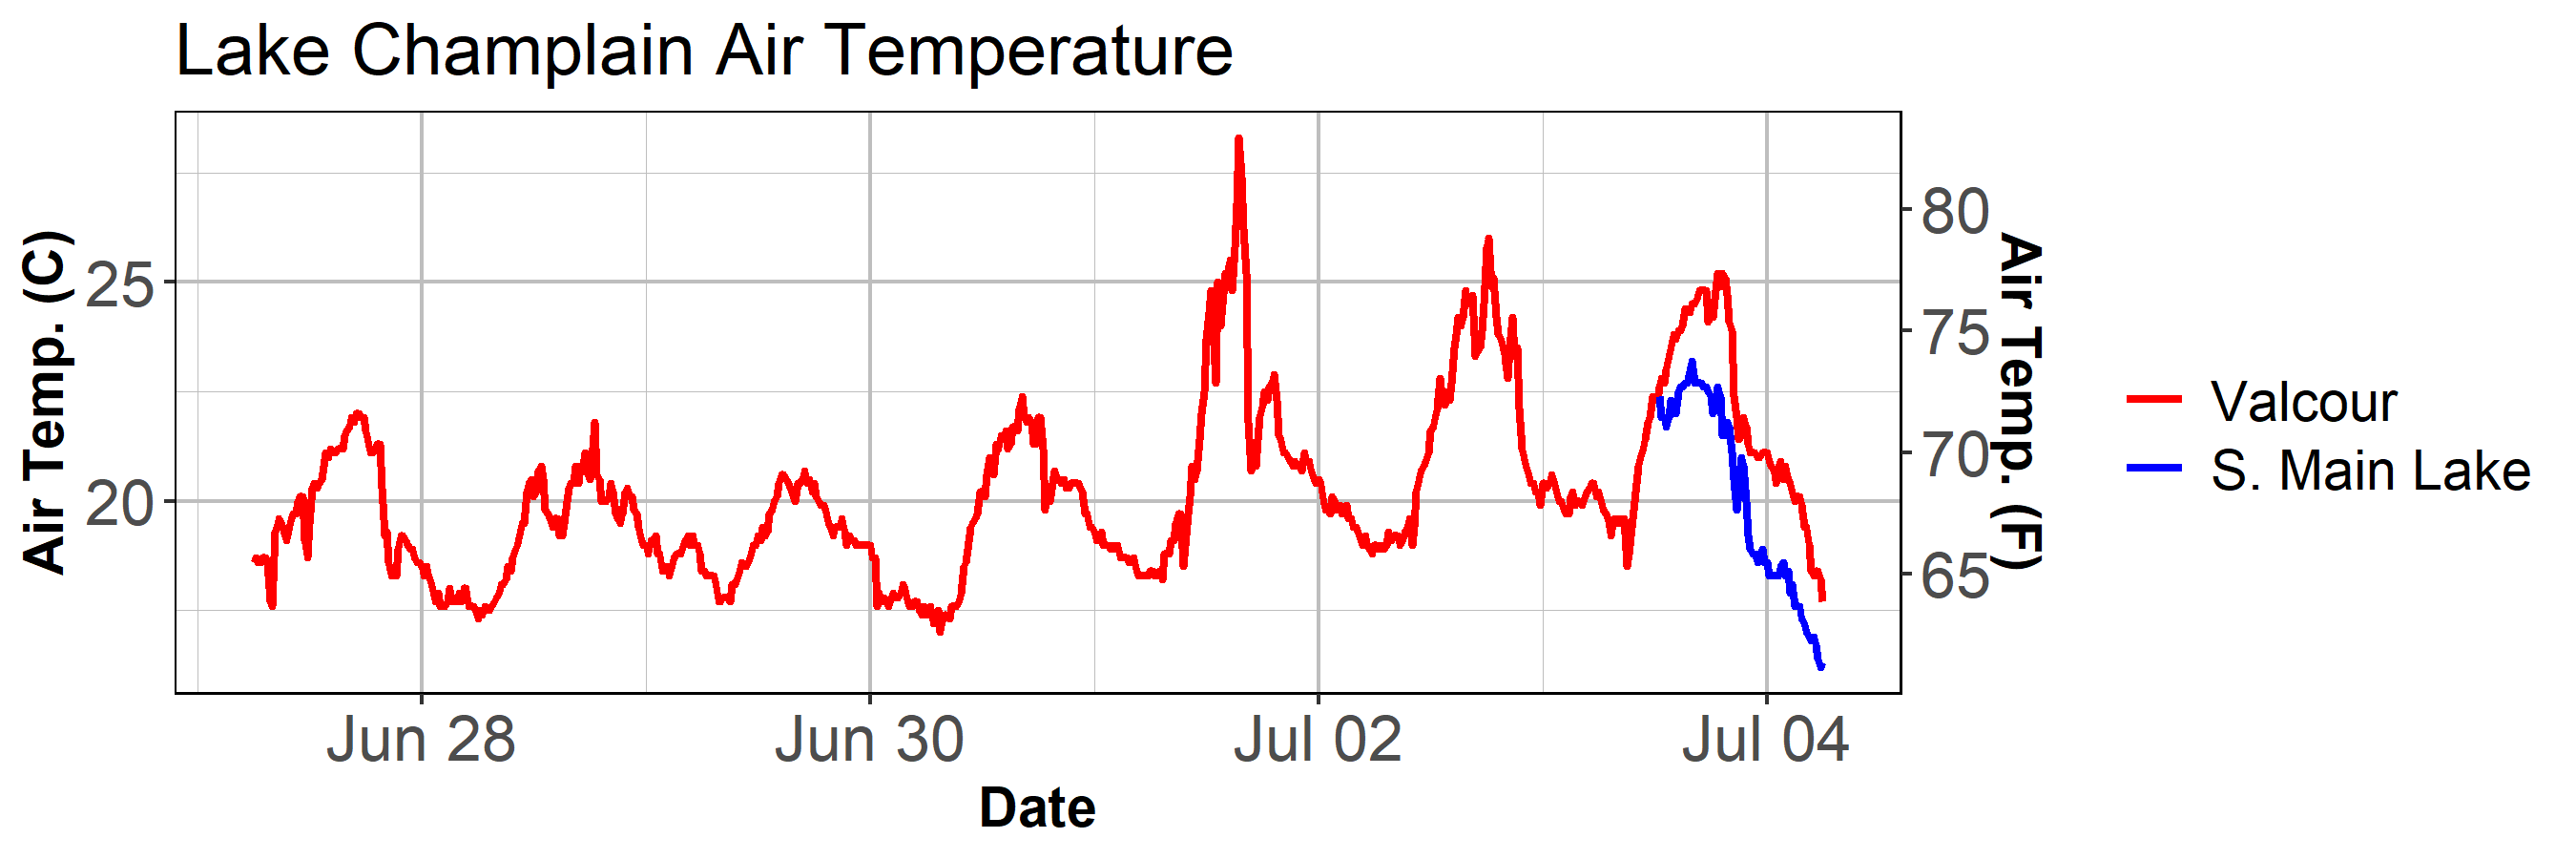 Lake Champlain Air Temperature
Air Temp. (C)
25
20
80
75
70
65
Air Temp. (F)
Jun 28
Jun 30
Jul 02
Jul 04
Date
Valcour
S. Main Lake